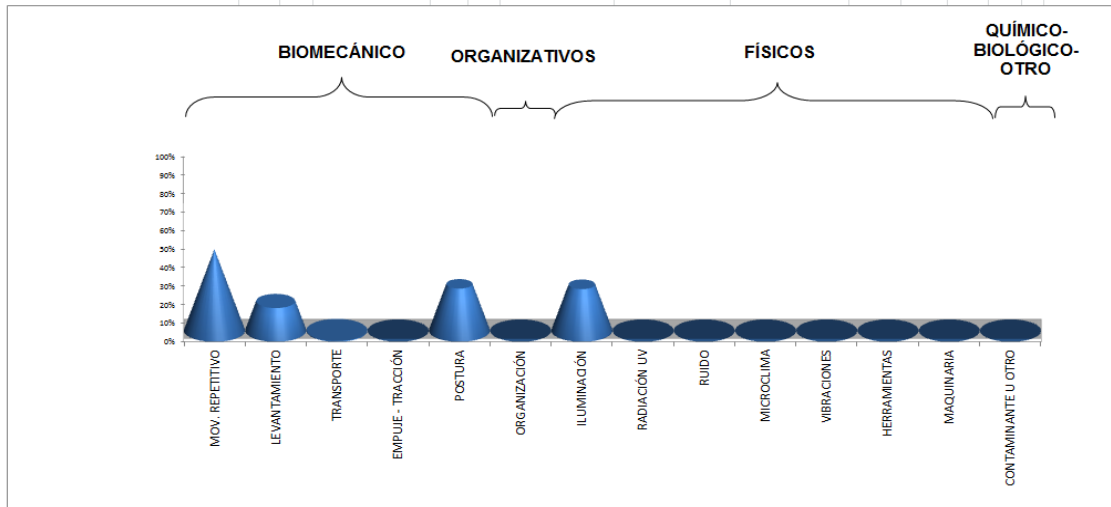 BIOMECÁNICO
ORGANIZATIVOS
FÍSICOS
QUÍMICO-
BIOLÓGICO-
OTRO
100%
90%
80%
70%
60%
50%
40%
30%
20%
10%
0%
MOV. REPETITIVO
LEVANTAMIENTO
TRANSPORTE
EMPUJE - TRACCIÓN
POSTURA
ORGANIZACIÓN
ILUMINACIÓN
RADIACIÓN UV
RUIDO
MICROCLIMA
VIBRACIONES
HERRAMIENTAS
MAQUINARIA
CONTAMINANTE U OTRO